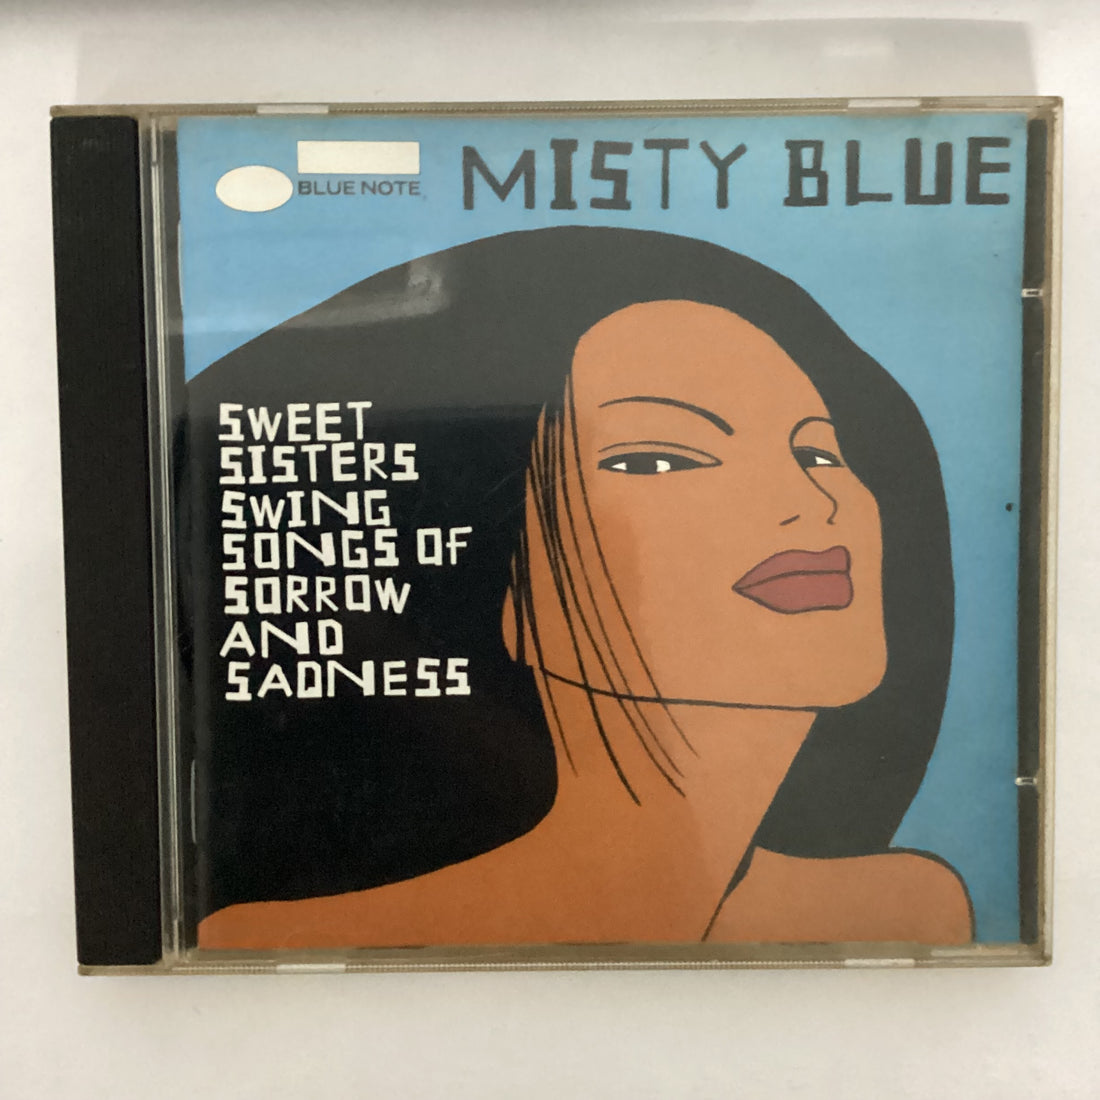 BLUE NOTE
MISTY BLUE
SWEET
SISTERS
SWING
SONGS OF
SORROW
AND
SADNESS